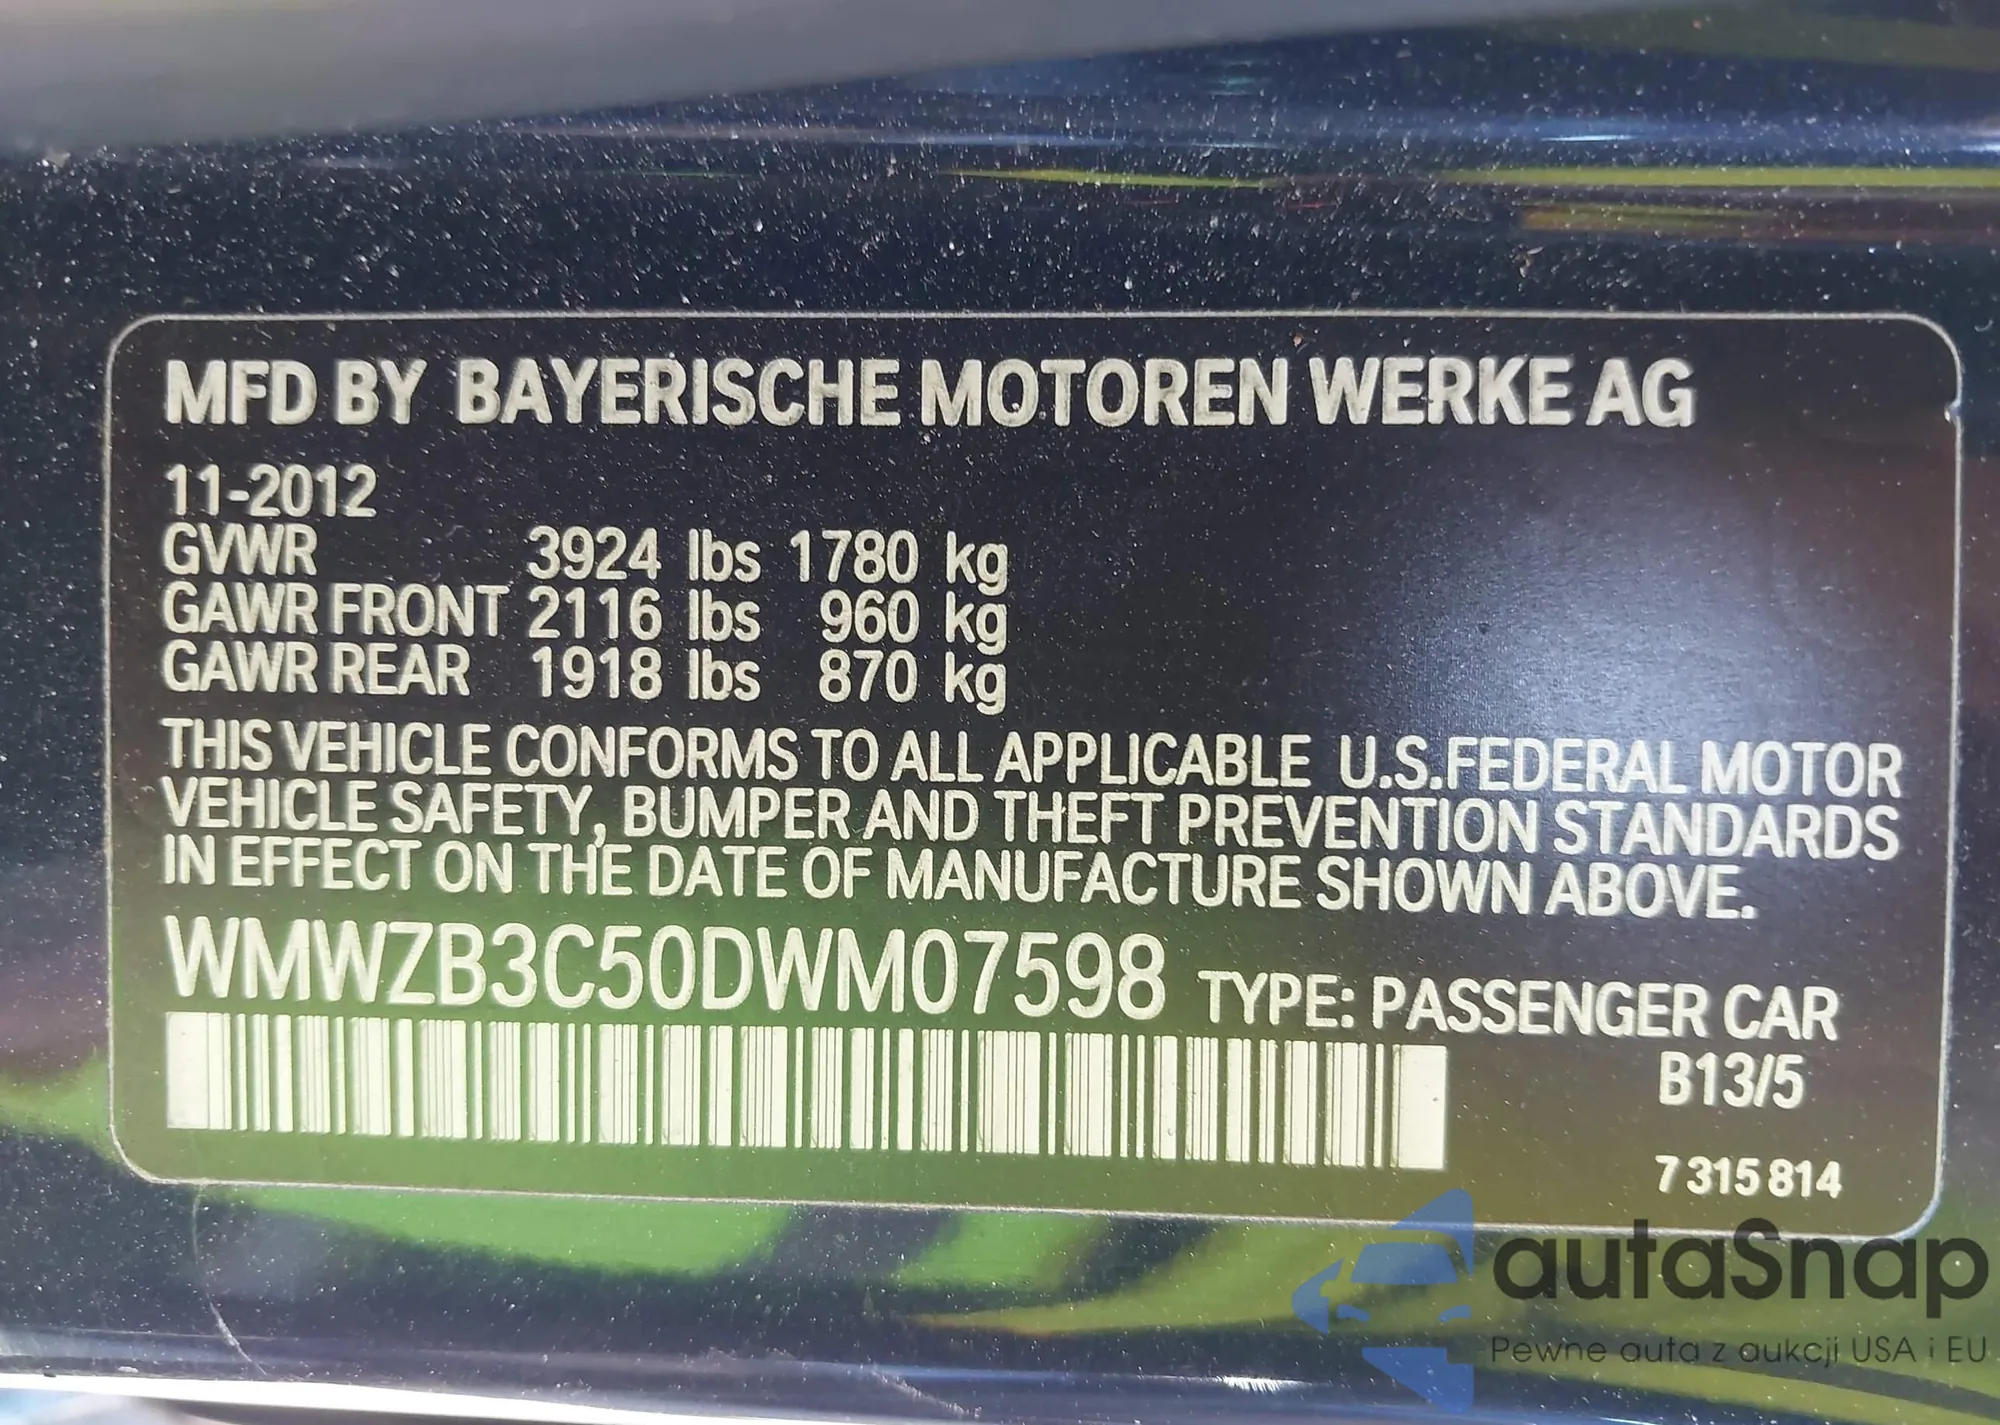 MFD BY BAYERISCHE MOTOREN WERKE AG
11-2012
GVWR 3924 lbs 1780 kg
GAWR FRONT 2116 lbs 960 kg
GAWR REAR 1918 lbs 870 kg
THIS VEHICLE CONFORMS TO ALL APPLICABLE U.S.FEDERAL MOTOR
VEHICLE SAFETY, BUMPER AND THEFT PREVENTION STANDARDS
IN EFFECT ON THE DATE OF MANUFACTURE SHOWN ABOVE.
WMWZB3C50DWM07598 TYPE: PASSENGER CAR
B13/5
7 315 814
autaSnap
Pewne auta z aukcji USA i EU